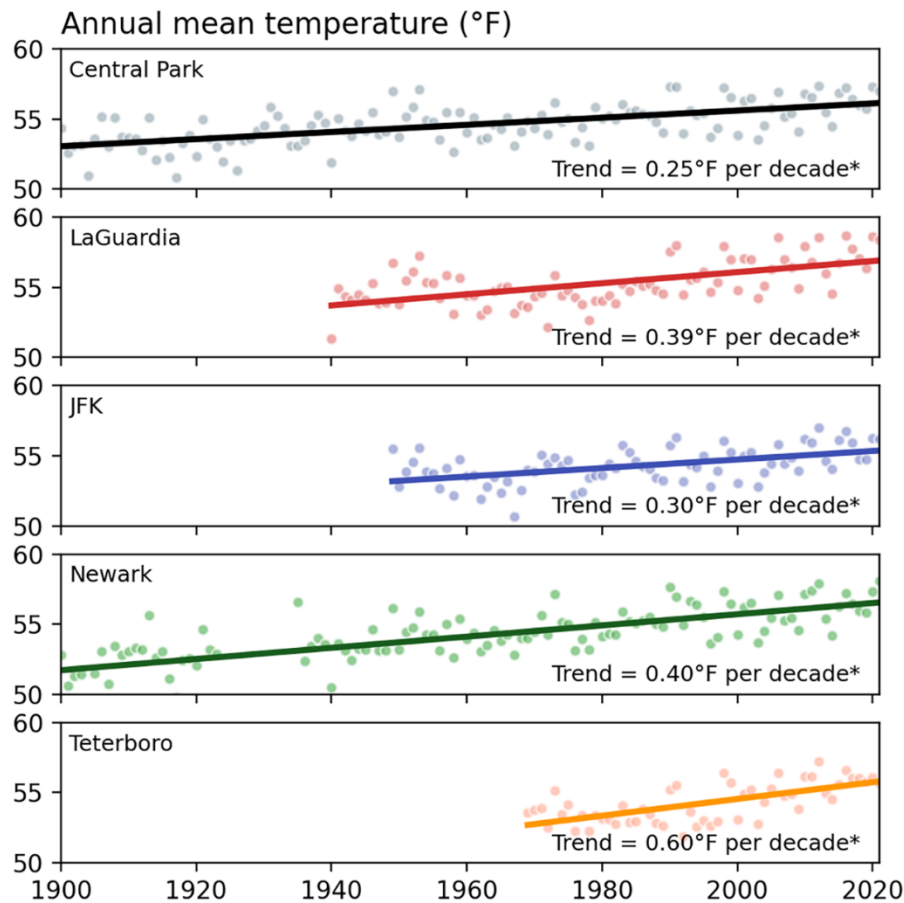 Annual mean temperature (°F)
60
Central Park
55
Trend = 0.25°F per decade*
50
60
LaGuardia
55
Trend = 0.39°F per decade*
50
60
JFK
55
Trend = 0.30°F per decade*
50
60
Newark
55
Trend = 0.40°F per decade*
50
60
Teterboro
55
Trend = 0.60°F per decade*
50
1900 1920 1940 1960 1980 2000 2020